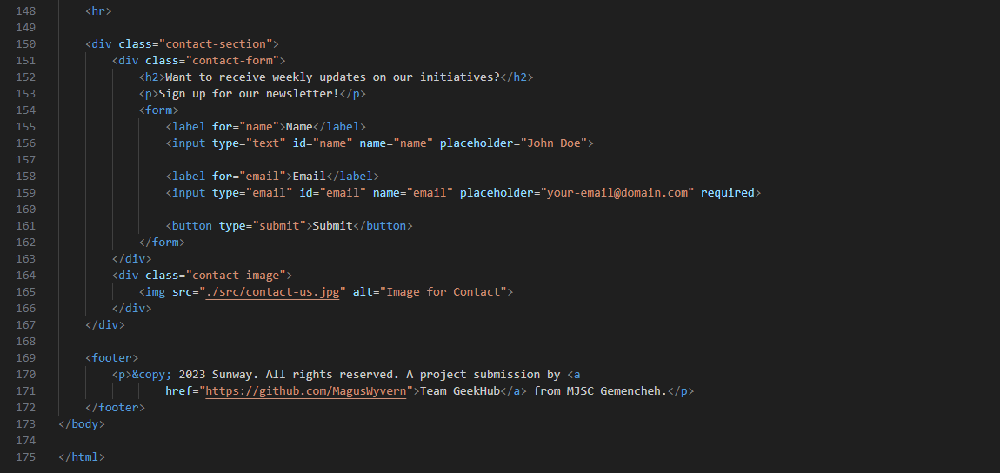 148 <hr>
149
150 <div class="contact-section">
151 <div class="contact-form">
152 <h2>Want to receive weekly updates on our initiatives?</h2>
153 <p>Sign up for our newsletter!</p>
154 <form>
155 <label for="name">Name</label>
156 <input type="text" id="name" name="name" placeholder="John Doe">
157
158 <label for="email">Email</label>
159 <input type="email" id="email" name="email" placeholder="your-email@domain.com" required>
160
161 <button type="submit">Submit</button>
162 </form>
163 </div>
164 <div class="contact-image">
165 <img src="./src/contact-us.jpg" alt="Image for Contact">
166 </div>
167 </div>
168
169 <footer>
170 <p>&copy; 2023 Sunway. All rights reserved. A project submission by <a
171 href="https://github.com/MagusWyvern">Team GeekHub</a> from MJSC Gemencheh.</p>
172 </footer>
173 </body>
174
175 </html>